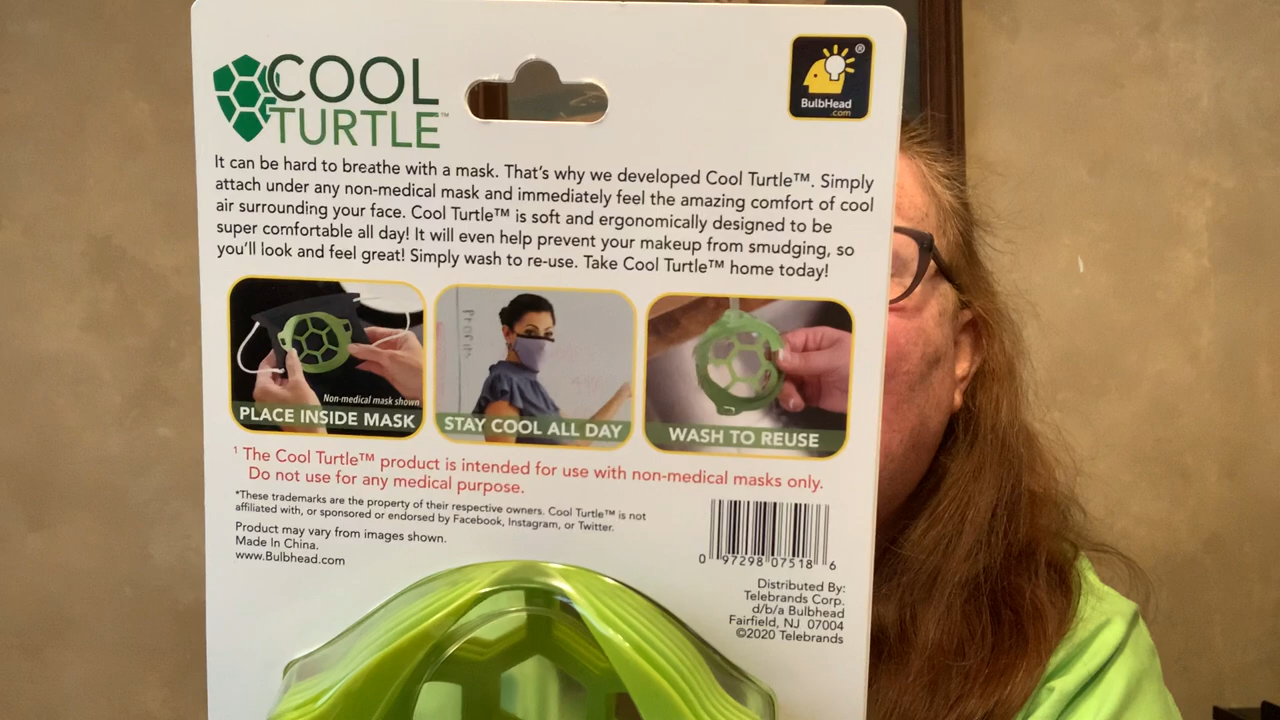 COOL
TURTLE™
BulbHead®
.com
It can be hard to breathe with a mask. That's why we developed Cool Turtle™. Simply
attach under any non-medical mask and immediately feel the amazing comfort of cool
air surrounding your face. Cool Turtle™ is soft and ergonomically designed to be
super comfortable all day! It will even help prevent your makeup from smudging, so
you'll look and feel great! Simply wash to re-use. Take Cool Turtle™ home today!
Non-medical mask shown
PLACE INSIDE MASK
Profits
STAY COOL ALL DAY
WASH TO REUSE
¹ The Cool Turtle™ product is intended for use with non-medical masks only.
Do not use for any medical purpose.
*These trademarks are the property of their respective owners. Cool Turtle™ is not
affiliated with, or sponsored or endorsed by Facebook, Instagram, or Twitter.
Product may vary from images shown.
Made In China.
www.Bulbhead.com
0 97298 07518 6
Distributed By:
Telebrands Corp.
d/b/a Bulbhead
Fairfield, NJ 07004
©2020 Telebrands